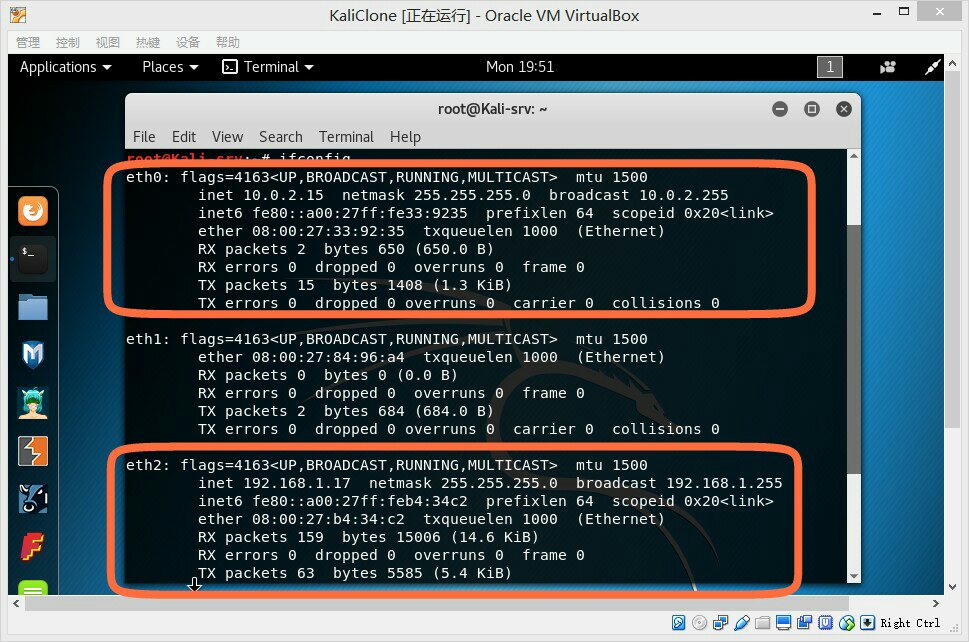 KaliClone [正在运行] - Oracle VM VirtualBox
管理 控制 视图 热键 设备 帮助
Applications Places Terminal Mon 19:51 1
root@Kali-srv: ~
File Edit View Search Terminal Help
root@Kali-srv:~# ifconfig
eth0: flags=4163<UP,BROADCAST,RUNNING,MULTICAST> mtu 1500
inet 10.0.2.15 netmask 255.255.255.0 broadcast 10.0.2.255
inet6 fe80::a00:27ff:fe33:9235 prefixlen 64 scopeid 0x20<link>
ether 08:00:27:33:92:35 txqueuelen 1000 (Ethernet)
RX packets 2 bytes 650 (650.0 B)
RX errors 0 dropped 0 overruns 0 frame 0
TX packets 15 bytes 1408 (1.3 KiB)
TX errors 0 dropped 0 overruns 0 carrier 0 collisions 0
eth1: flags=4163<UP,BROADCAST,RUNNING,MULTICAST> mtu 1500
ether 08:00:27:84:96:a4 txqueuelen 1000 (Ethernet)
RX packets 0 bytes 0 (0.0 B)
RX errors 0 dropped 0 overruns 0 frame 0
TX packets 2 bytes 684 (684.0 B)
TX errors 0 dropped 0 overruns 0 carrier 0 collisions 0
eth2: flags=4163<UP,BROADCAST,RUNNING,MULTICAST> mtu 1500
inet 192.168.1.17 netmask 255.255.255.0 broadcast 192.168.1.255
inet6 fe80::a00:27ff:feb4:34c2 prefixlen 64 scopeid 0x20<link>
ether 08:00:27:b4:34:c2 txqueuelen 1000 (Ethernet)
RX packets 159 bytes 15006 (14.6 KiB)
RX errors 0 dropped 0 overruns 0 frame 0
TX packets 63 bytes 5585 (5.4 KiB)
Right Ctrl